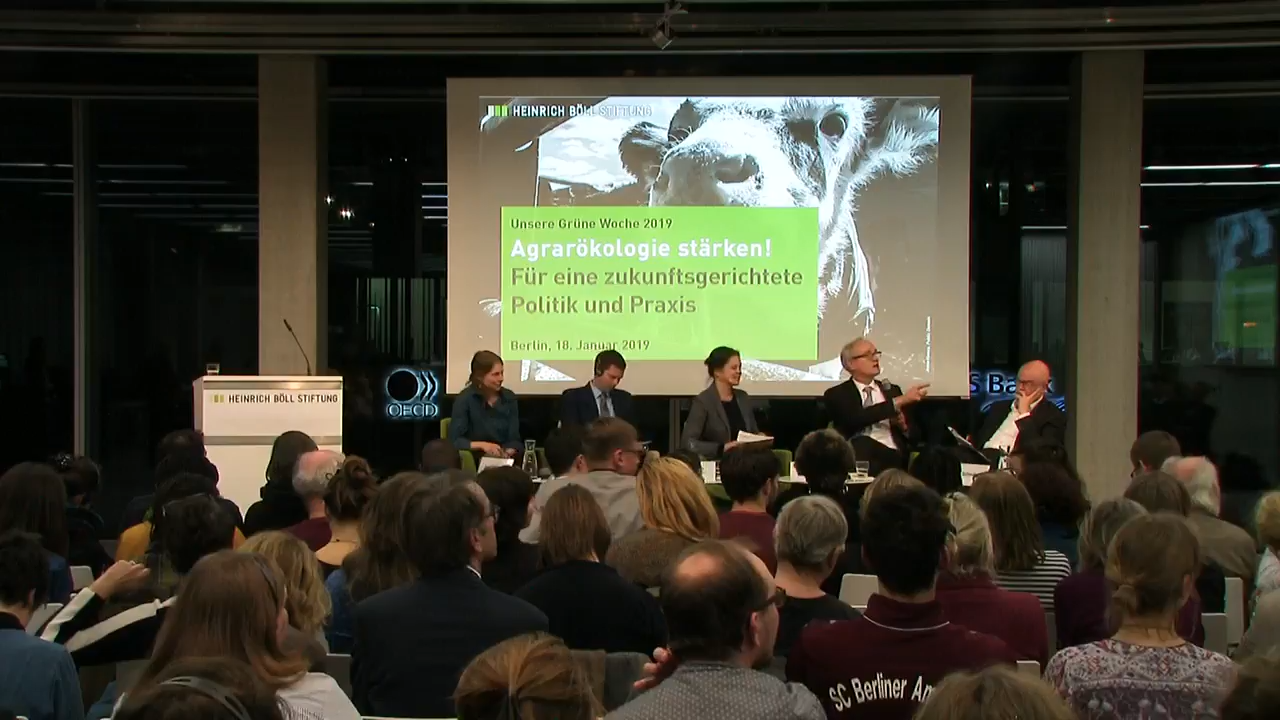 HEINRICH BÖLL STIFTUNG
Unsere Grüne Woche 2019
Agrarökologie stärken!
Für eine zukunftsgerichtete
Politik und Praxis
Berlin, 18. Januar 2019
HEINRICH BÖLL STIFTUNG
OECD
SC Berliner